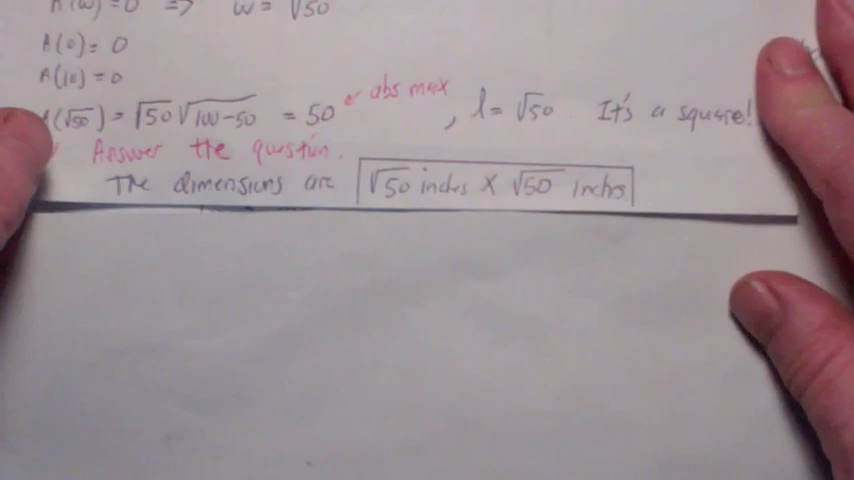 A(w) = 0 => w = √50
A(0) = 0
A(10) = 0
A(√50) = √50 √100-50 = 50 ← abs max , l = √50 It's a square!
Answer the question.
The dimensions are √50 inches X √50 inches